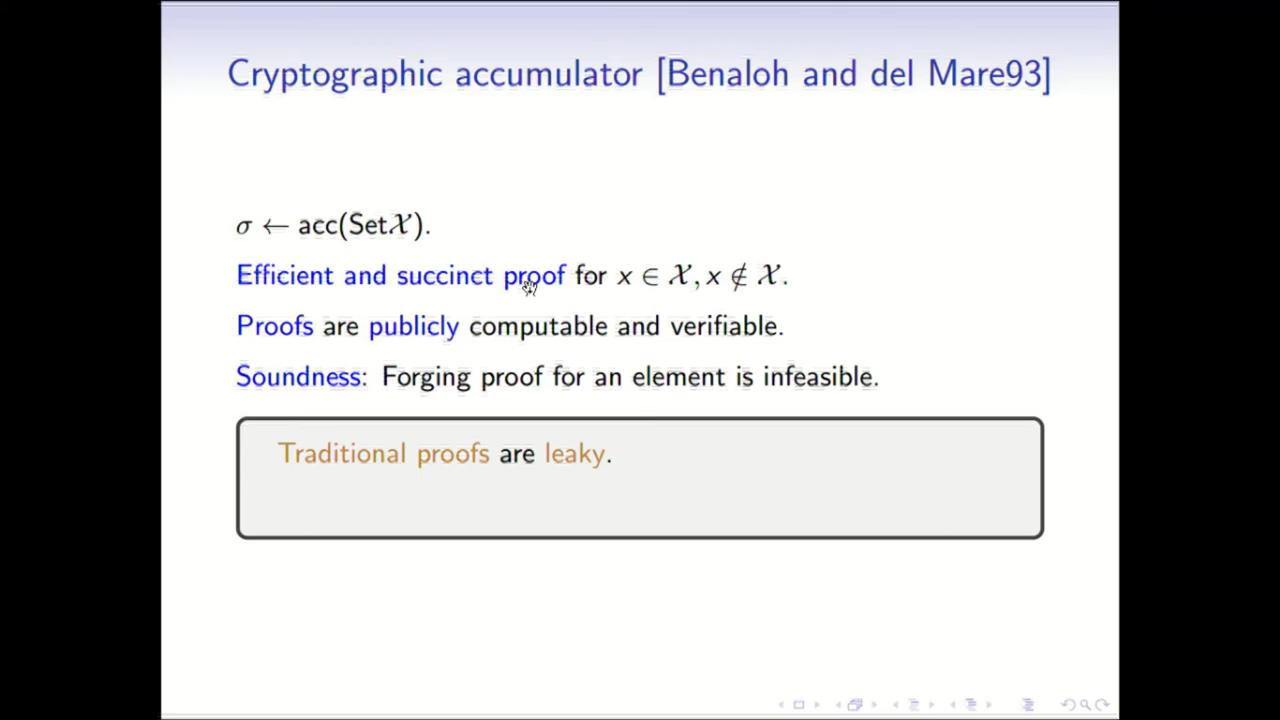 Cryptographic accumulator [Benaloh and del Mare93]
σ ← acc(Set𝒳).
Efficient and succinct proof for x ∈ 𝒳, x ∉ 𝒳.
Proofs are publicly computable and verifiable.
Soundness: Forging proof for an element is infeasible.
Traditional proofs are leaky.